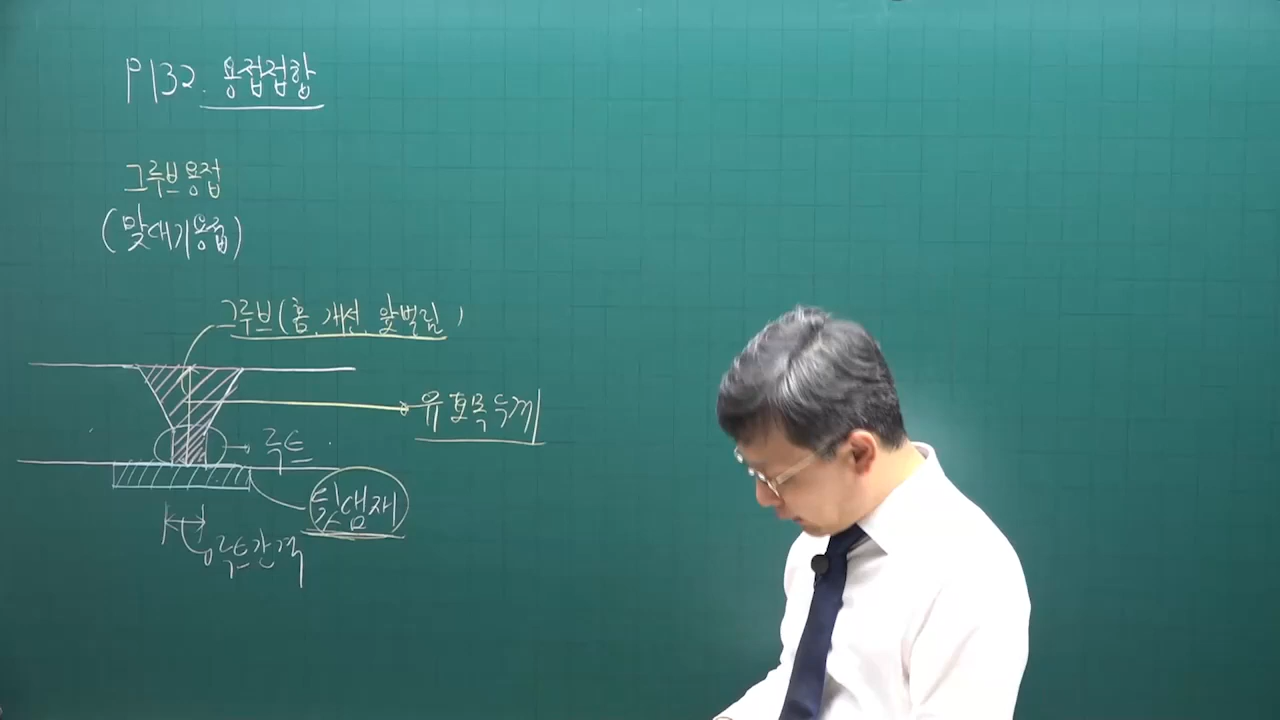 P132. 용접접합
그루브용접
(맞대기용접)
그루브(홈, 개선, 앞벌림)
유효목두께
루트
뒷댐재
루트간격